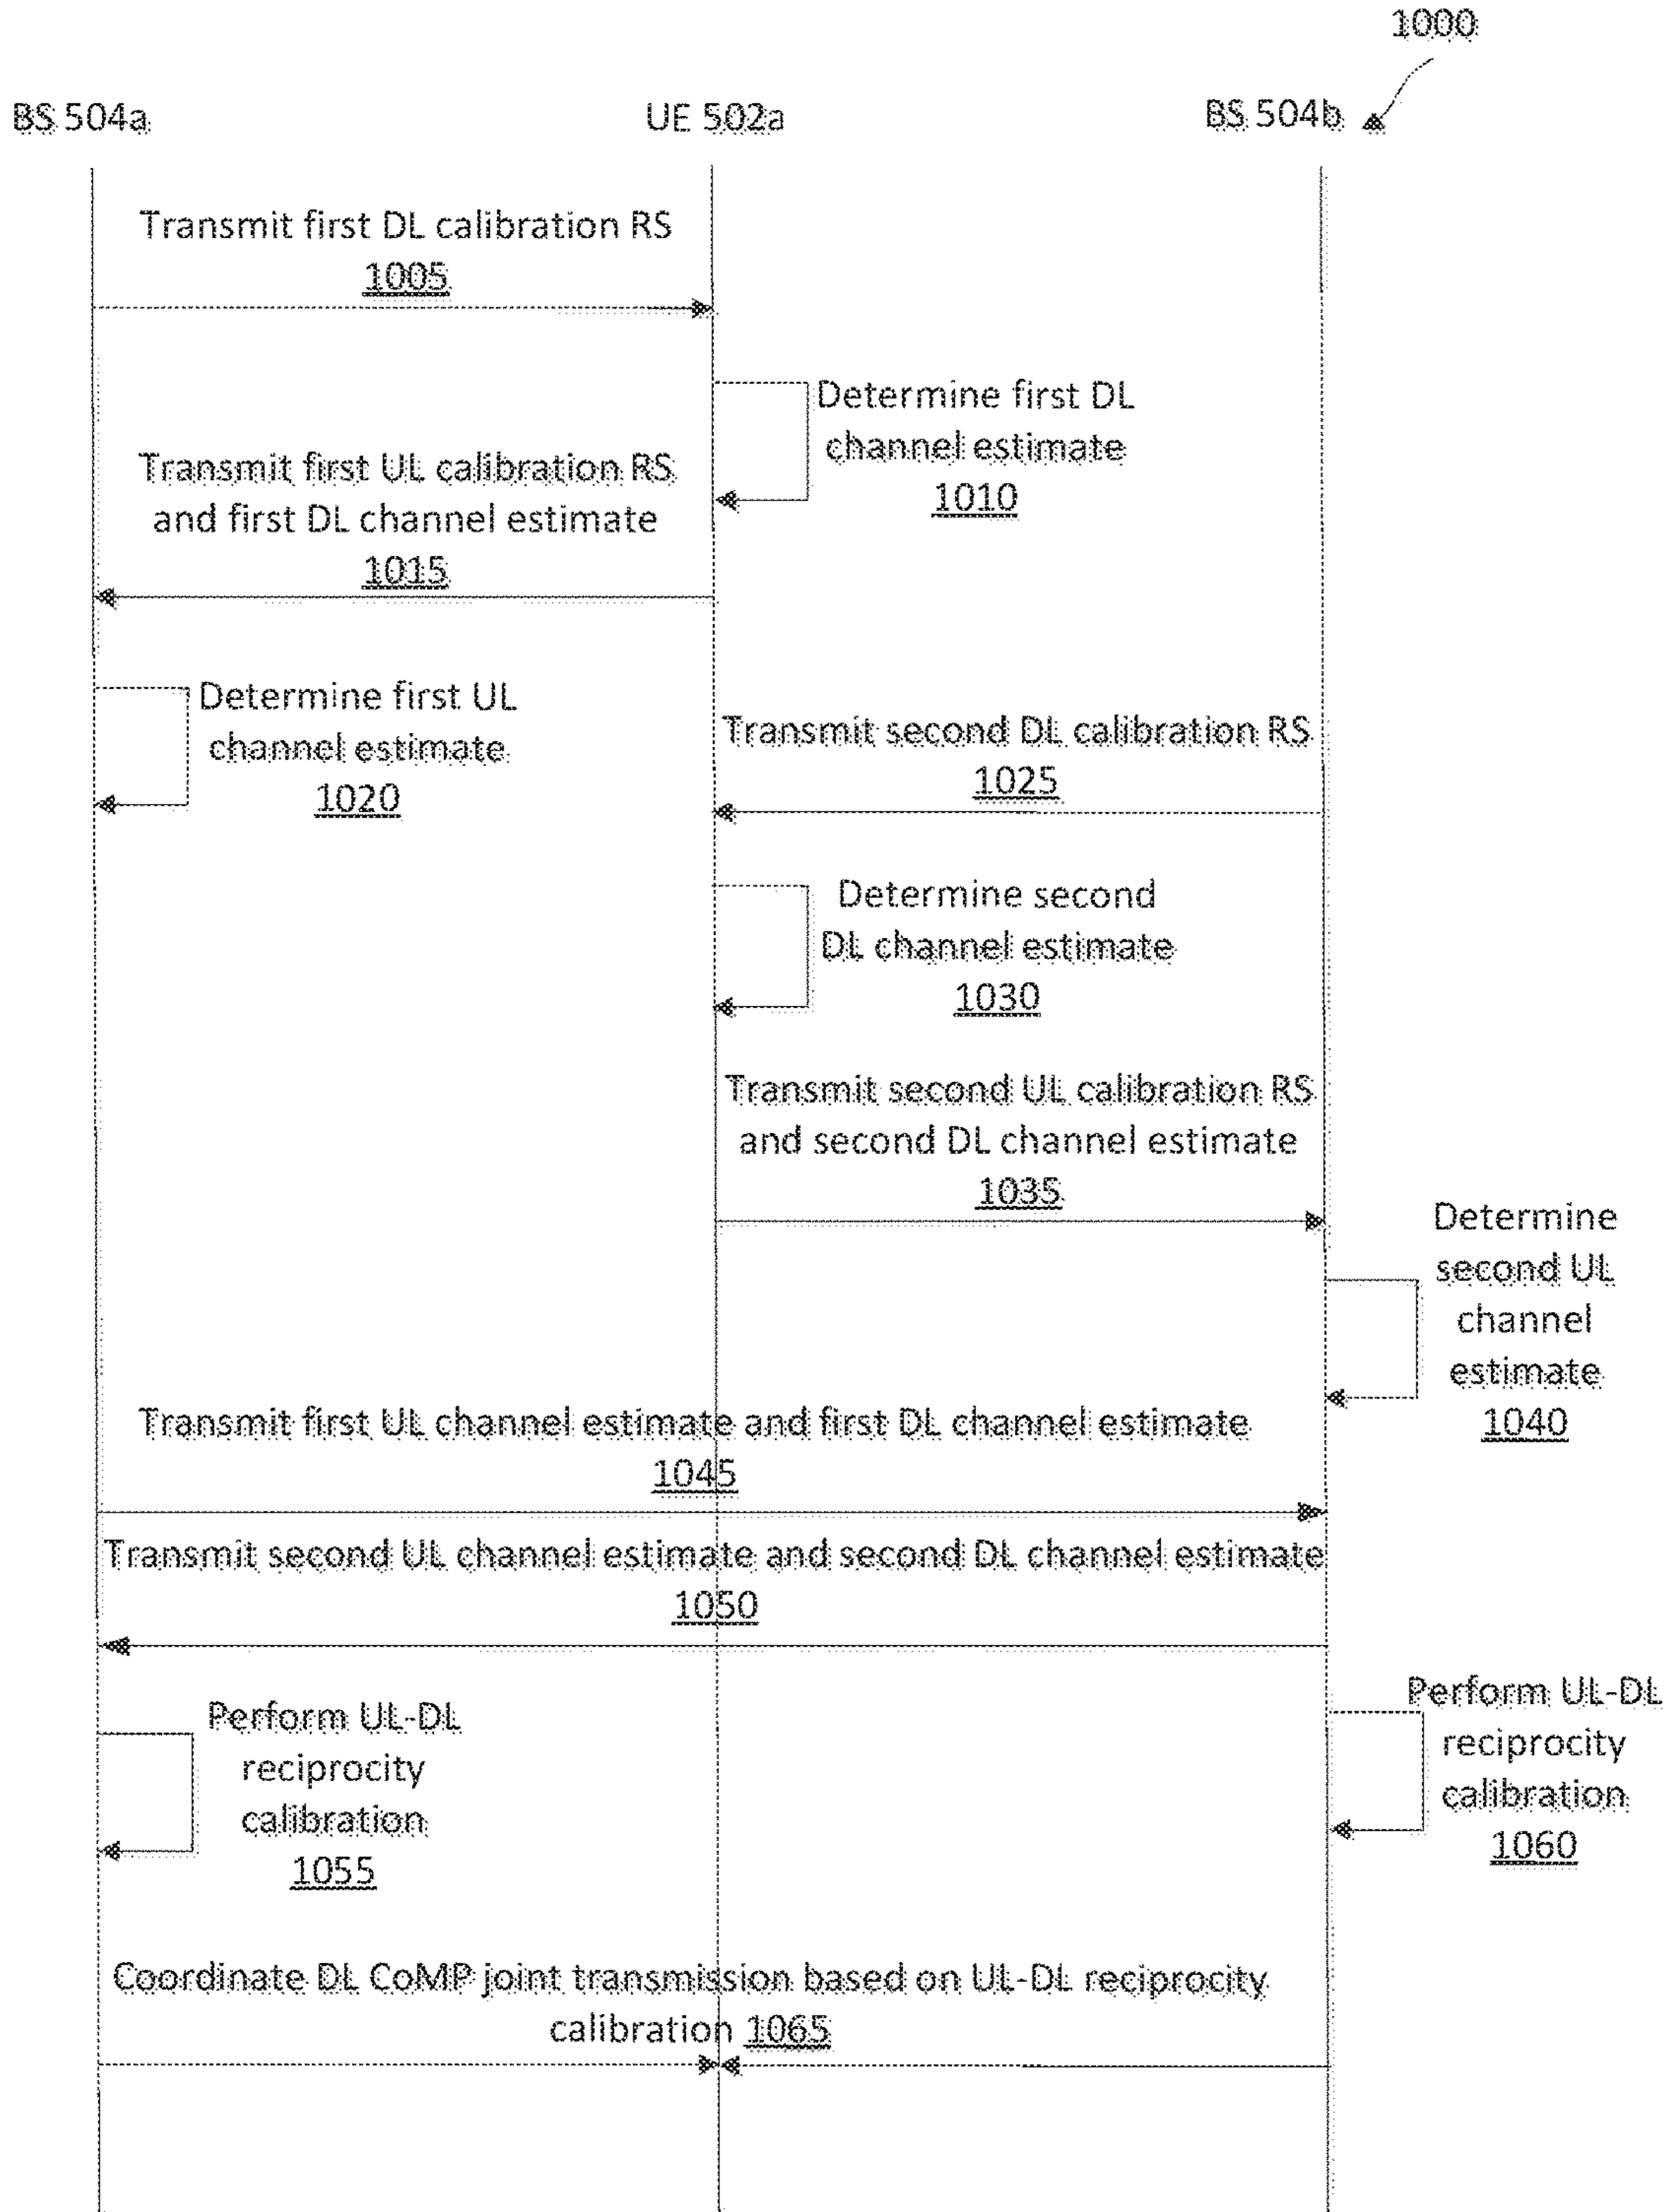 1000
BS 504a
UE 502a
BS 504b
Transmit first DL calibration RS
1005
Determine first DL
channel estimate
1010
Transmit first UL calibration RS
and first DL channel estimate
1015
Determine first UL
channel estimate
1020
Transmit second DL calibration RS
1025
Determine second
DL channel estimate
1030
Transmit second UL calibration RS
and second DL channel estimate
1035
Determine
second UL
channel
estimate
1040
Transmit first UL channel estimate and first DL channel estimate
1045
Transmit second UL channel estimate and second DL channel estimate
1050
Perform UL-DL
reciprocity
calibration
1055
Perform UL-DL
reciprocity
calibration
1060
Coordinate DL CoMP joint transmission based on UL-DL reciprocity
calibration 1065